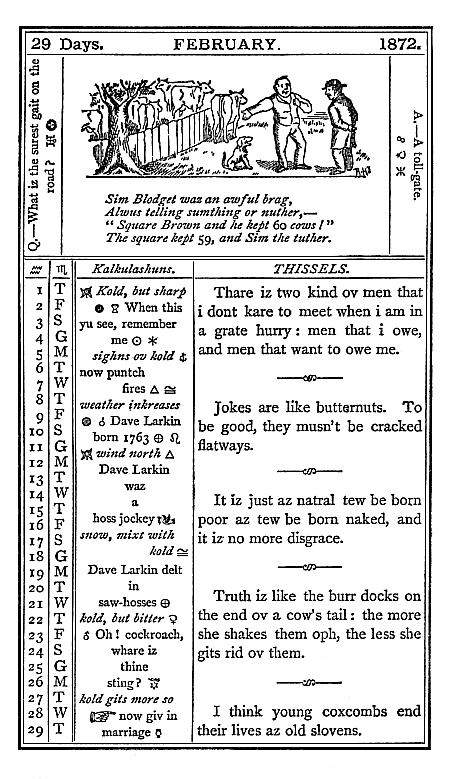 29 Days. FEBRUARY. 1872.
Q.—What iz the surest gait on the
road?
A.—A toll-gate.
Sim Blodget waz an awful brag,
Alwus telling sumthing or nuther,—
"Square Brown and he kept 60 cows!"
The square kept 59, and Sim the tuther.
♒ ♏ Kalkulashuns. THISSELS.
1 T
2 F
3 S
4 G
5 M
6 T
7 W
8 T
9 F
10 S
11 G
12 M
13 T
14 W
15 T
16 F
17 S
18 G
19 M
20 T
21 W
22 T
23 F
24 S
25 G
26 M
27 T
28 W
29 T
Kold, but sharp
When this
yu see, remember
me ⊙ ✻
sighns ov kold
now puntch
fires △ ♎
weather inkreases
Dave Larkin
born 1763 ⊕ ♌
wind north △
Dave Larkin
waz
a
hoss jockey
snow, mixt with
kold ♎
Dave Larkin delt
in
saw-hosses ⊕
kold, but bitter ♀
Oh! cockroach,
whare iz
thine
sting?
kold gits more so
☞ now giv in
marriage
Thare iz two kind ov men that
i dont kare to meet when i am in
a grate hurry: men that i owe,
and men that want to owe me.
Jokes are like butternuts. To
be good, they musn't be cracked
flatways.
It iz just az natral tew be born
poor az tew be born naked, and
it iz no more disgrace.
Truth iz like the burr docks on
the end ov a cow's tail: the more
she shakes them oph, the less she
gits rid ov them.
I think young coxcombs end
their lives az old slovens.